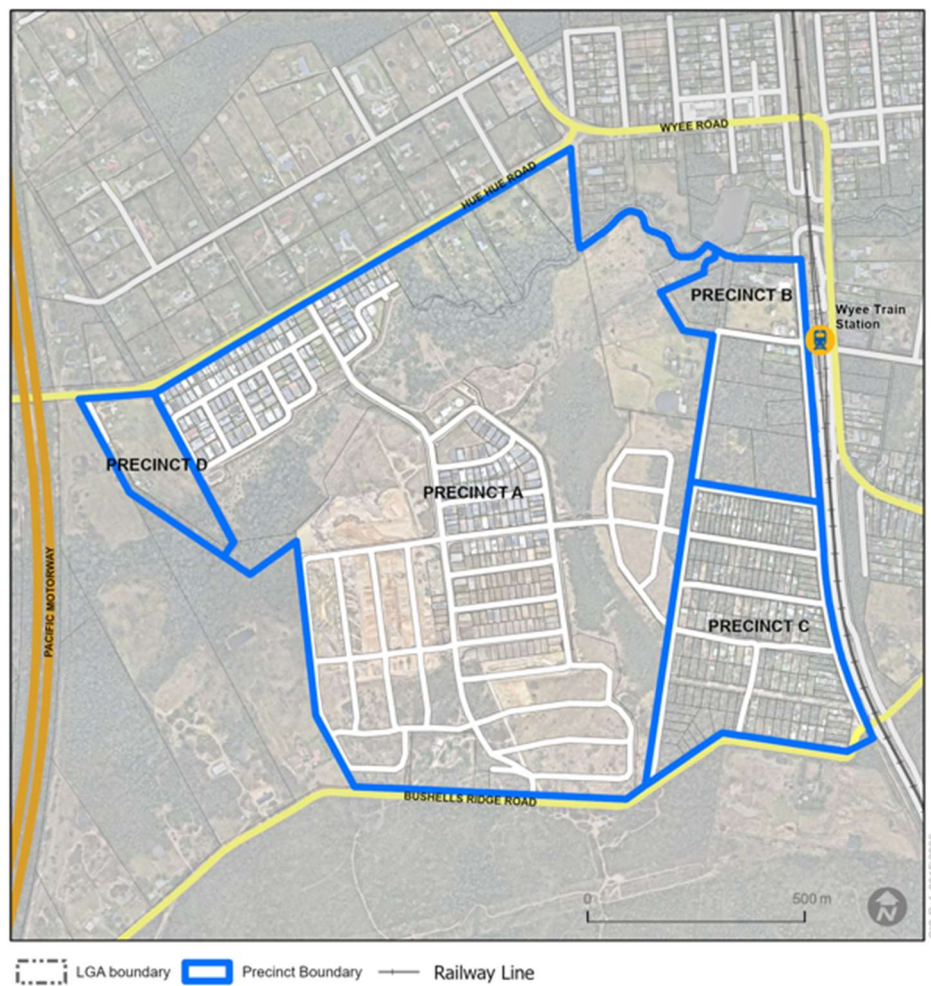 WYEE ROAD
HUE HUE ROAD
PRECINCT B
Wyee Train
Station
PRECINCT D
PRECINCT A
PACIFIC MOTORWAY
PRECINCT C
BUSHELLS RIDGE ROAD
0 500 m
N
LGA boundary Precinct Boundary Railway Line